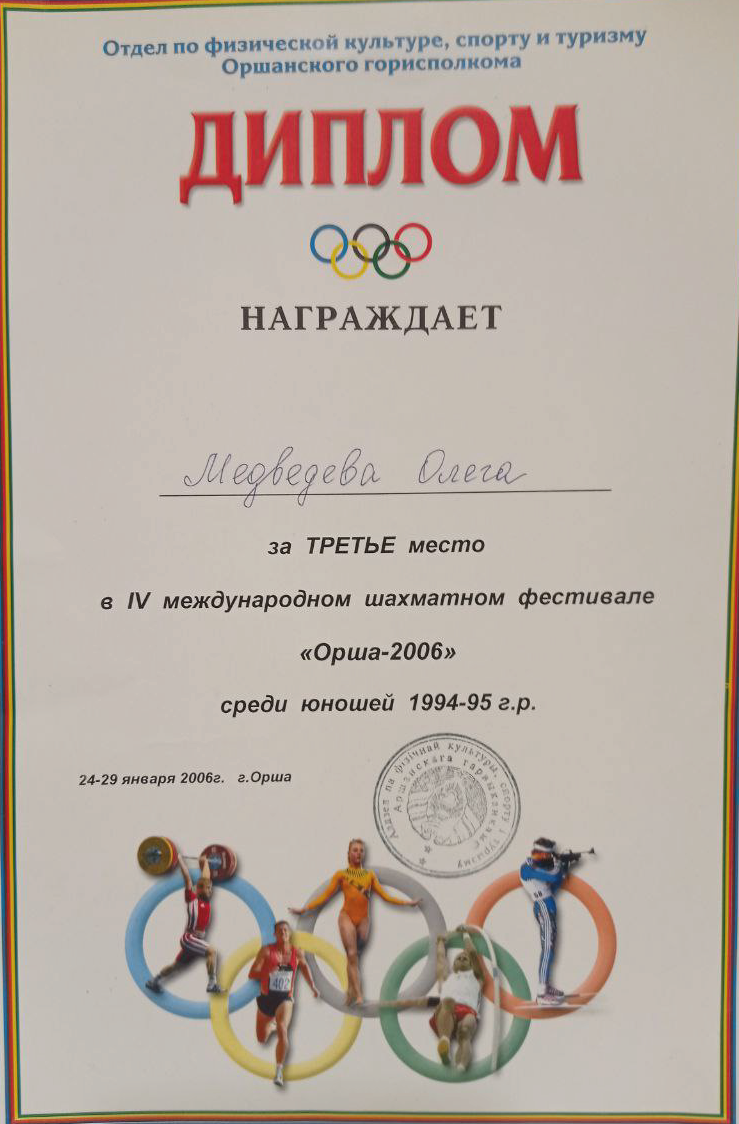 Отдел по физической культуре, спорту и туризму
Оршанского горисполкома
ДИПЛОМ
НАГРАЖДАЕТ
Медведева Олега
за ТРЕТЬЕ место
в IV международном шахматном фестивале
«Орша-2006»
среди юношей 1994-95 г.р.
24-29 января 2006г. г.Орша
Аддзел па фізічнай культуры, спорту і турызму
Аршанскага гарвыканкама
402